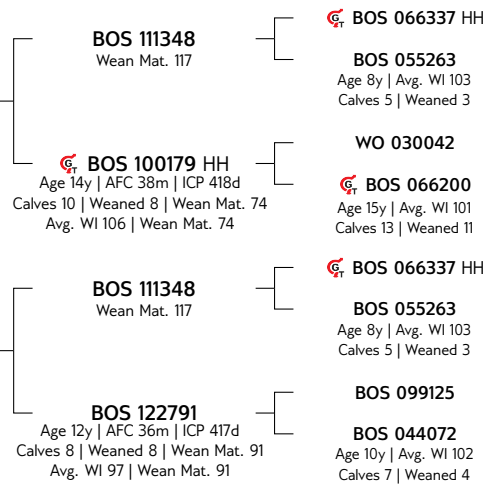 BOS 111348
Wean Mat. 117
GT BOS 066337 HH
BOS 055263
Age 8y | Avg. WI 103
Calves 5 | Weaned 3
GT BOS 100179 HH
Age 14y | AFC 38m | ICP 418d
Calves 10 | Weaned 8 | Wean Mat. 74
Avg. WI 106 | Wean Mat. 74
WO 030042
GT BOS 066200
Age 15y | Avg. WI 101
Calves 13 | Weaned 11
BOS 111348
Wean Mat. 117
GT BOS 066337 HH
BOS 055263
Age 8y | Avg. WI 103
Calves 5 | Weaned 3
BOS 122791
Age 12y | AFC 36m | ICP 417d
Calves 8 | Weaned 8 | Wean Mat. 91
Avg. WI 97 | Wean Mat. 91
BOS 099125
BOS 044072
Age 10y | Avg. WI 102
Calves 7 | Weaned 4